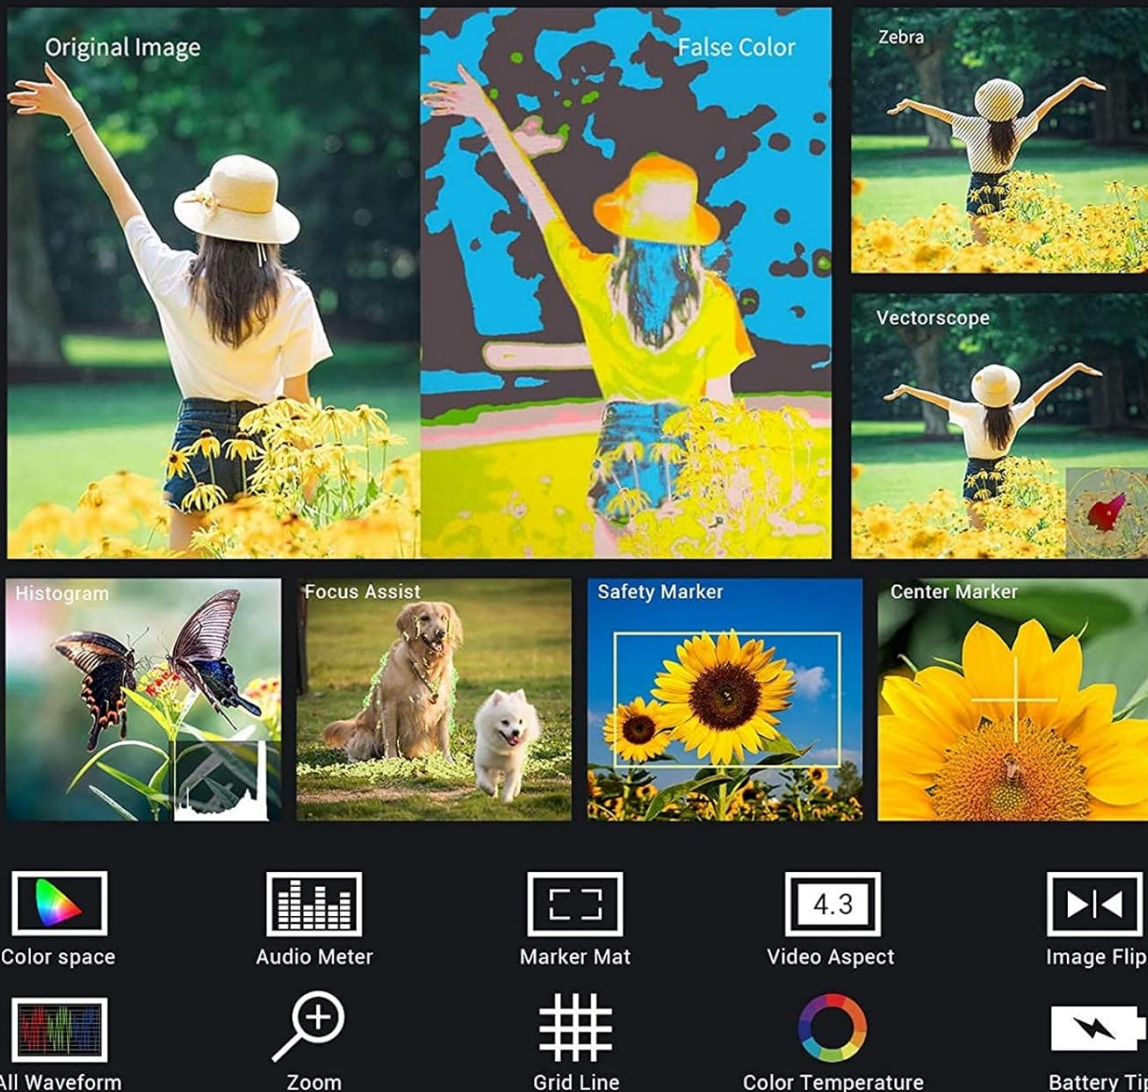 Original Image
False Color
Zebra
Vectorscope
Histogram
Focus Assist
Safety Marker
Center Marker
4.3
Color space
Audio Meter
Marker Mat
Video Aspect
Image Flip
All Waveform
Zoom
Grid Line
Color Temperature
Battery Ti